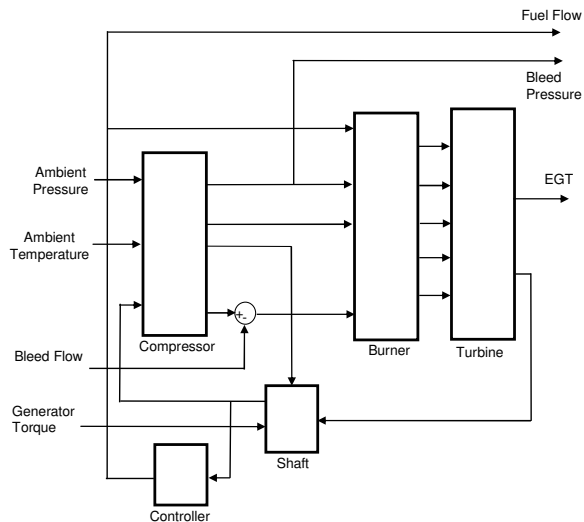 Fuel Flow
Bleed
Pressure
Ambient
Pressure
EGT
Ambient
Temperature
+-
Compressor
Burner
Turbine
Bleed Flow
Generator
Torque
Shaft
Controller